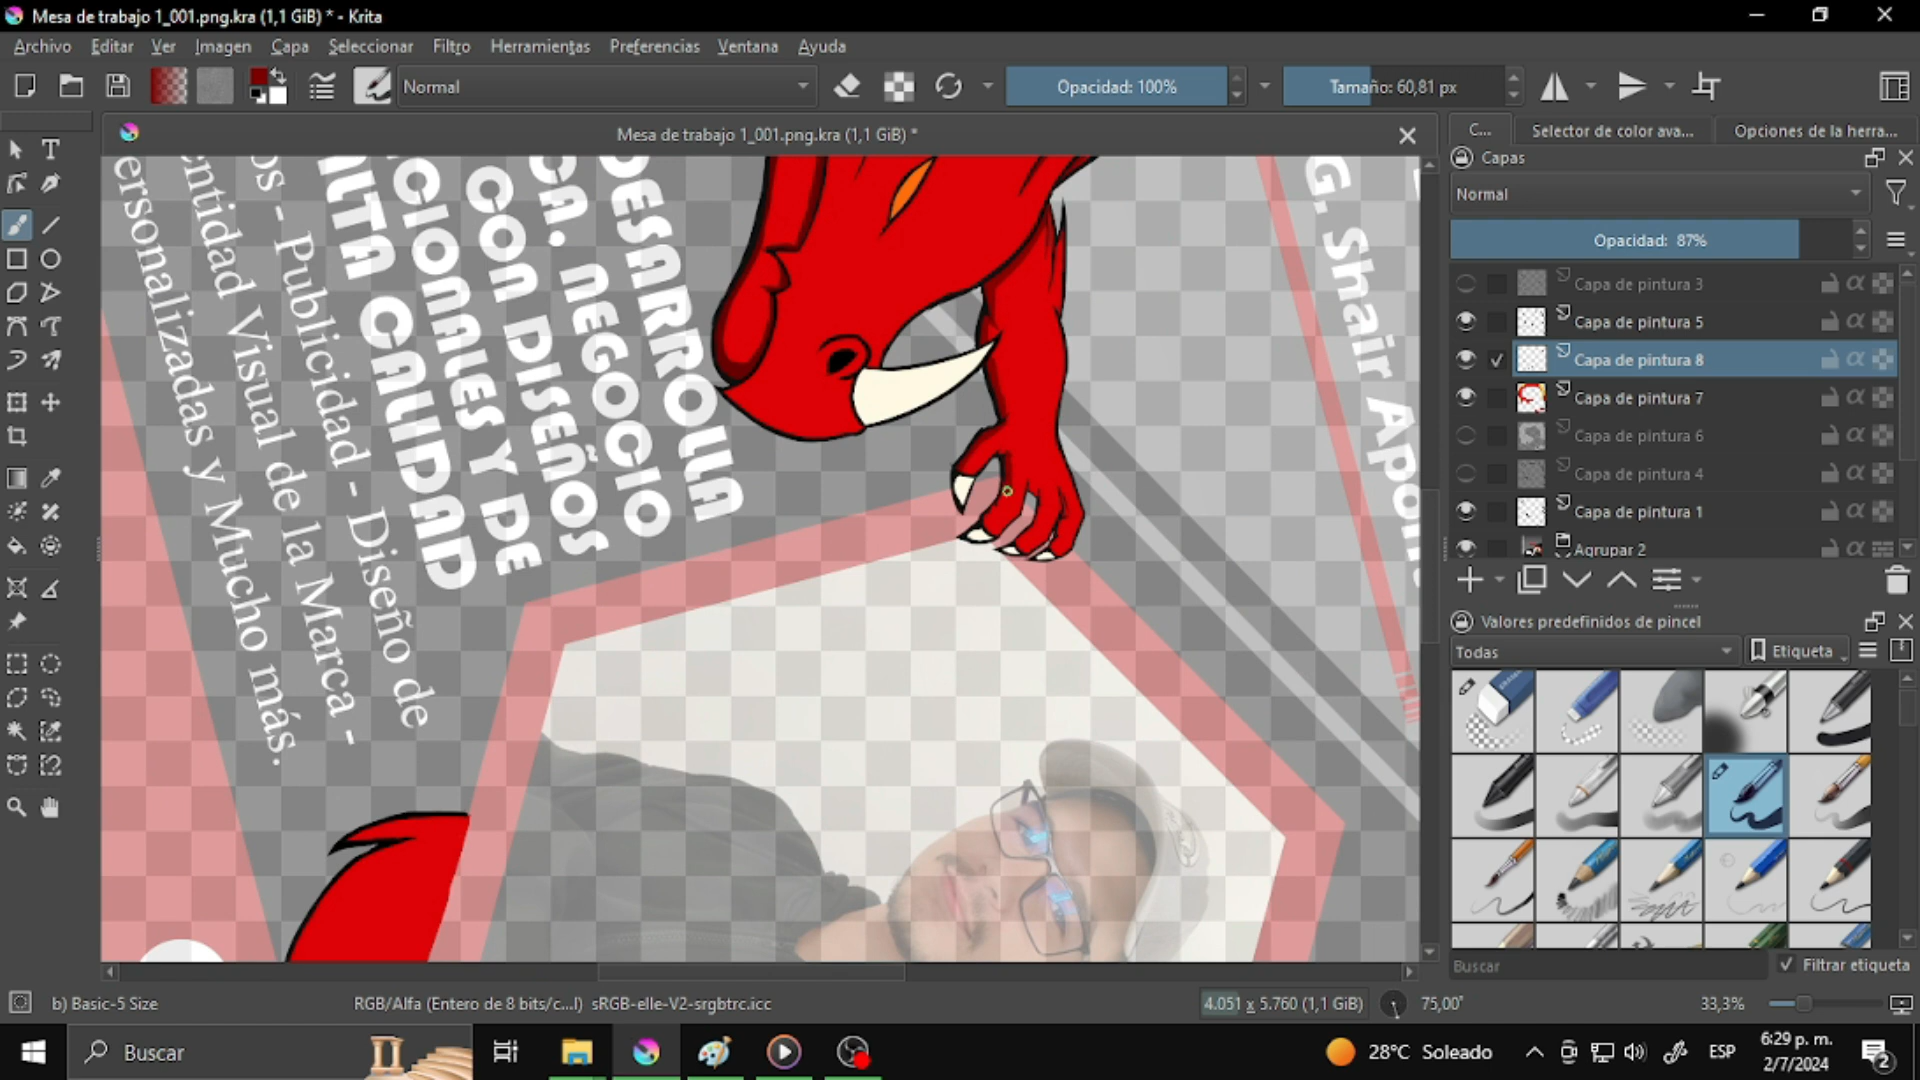 Mesa de trabajo 1_001.png.kra (1,1 GiB) * - Krita
Archivo Editar Ver Imagen Capa Seleccionar Filtro Herramientas Preferencias Ventana Ayuda
Normal
Opacidad: 100%
Tamaño: 60,81 px
Mesa de trabajo 1_001.png.kra (1,1 GiB) *
ersonalizadas y Mucho más.
entidad Visual de la Marca -
os - Publicidad - Diseño de
ALTA CALIDAD
CIONALES Y DE
CON DISEÑOS
CA. NEGOCIO
DESARROLLA
G. Snair Apon
C... Selector de color ava... Opciones de la herra...
Capas
Normal
Opacidad: 87%
Capa de pintura 3
Capa de pintura 5
Capa de pintura 8
Capa de pintura 7
Capa de pintura 6
Capa de pintura 4
Capa de pintura 1
Agrupar 2
Valores predefinidos de pincel
Todas
Etiqueta
Buscar
Filtrar etiqueta
b) Basic-5 Size
RGB/Alfa (Entero de 8 bits/c...l) sRGB-elle-V2-srgbtrc.icc
4.051 x 5.760 (1,1 GiB)
75,00°
33,3%
Buscar
28°C Soleado
ESP
6:29 p. m.
2/7/2024
2